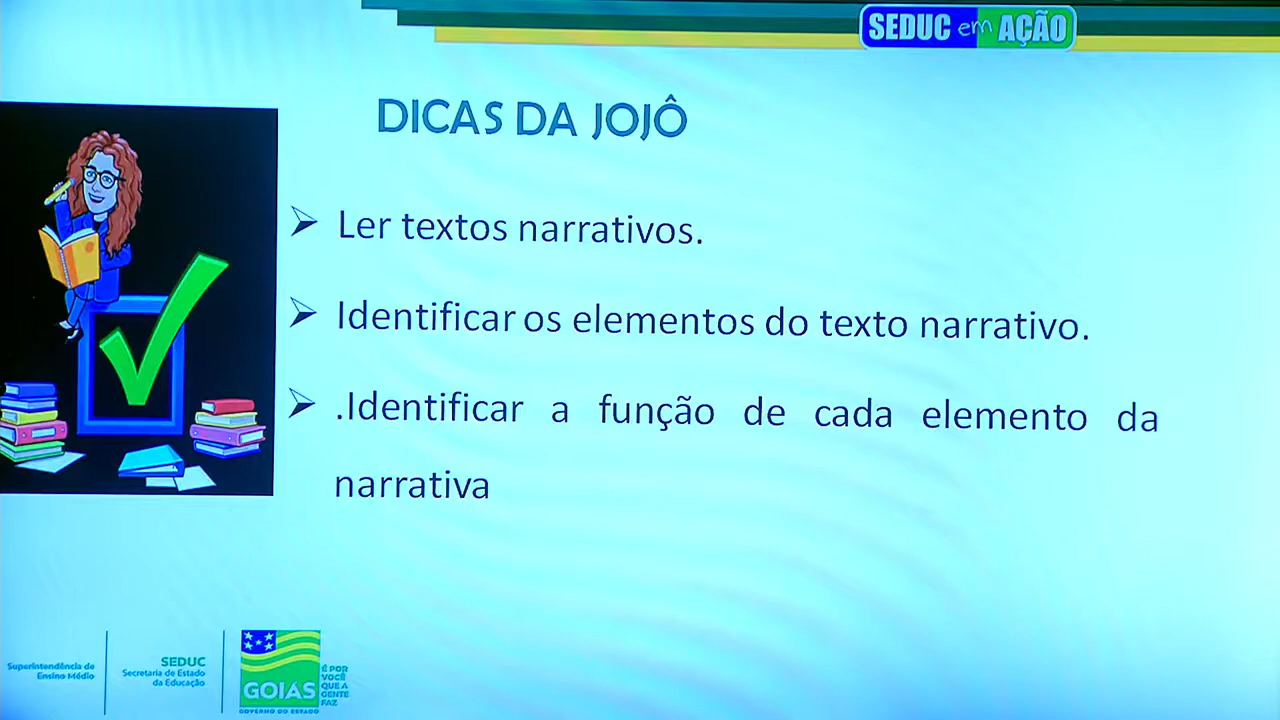 SEDUC em AÇÃO
DICAS DA JOJÔ
Ler textos narrativos.
Identificar os elementos do texto narrativo.
.Identificar a função de cada elemento da
narrativa
Superintendência de
Ensino Médio
SEDUC
Secretaria de Estado
da Educação
GOIÁS
GOVERNO DO ESTADO
É POR
VOCÊ
QUE A
GENTE
FAZ